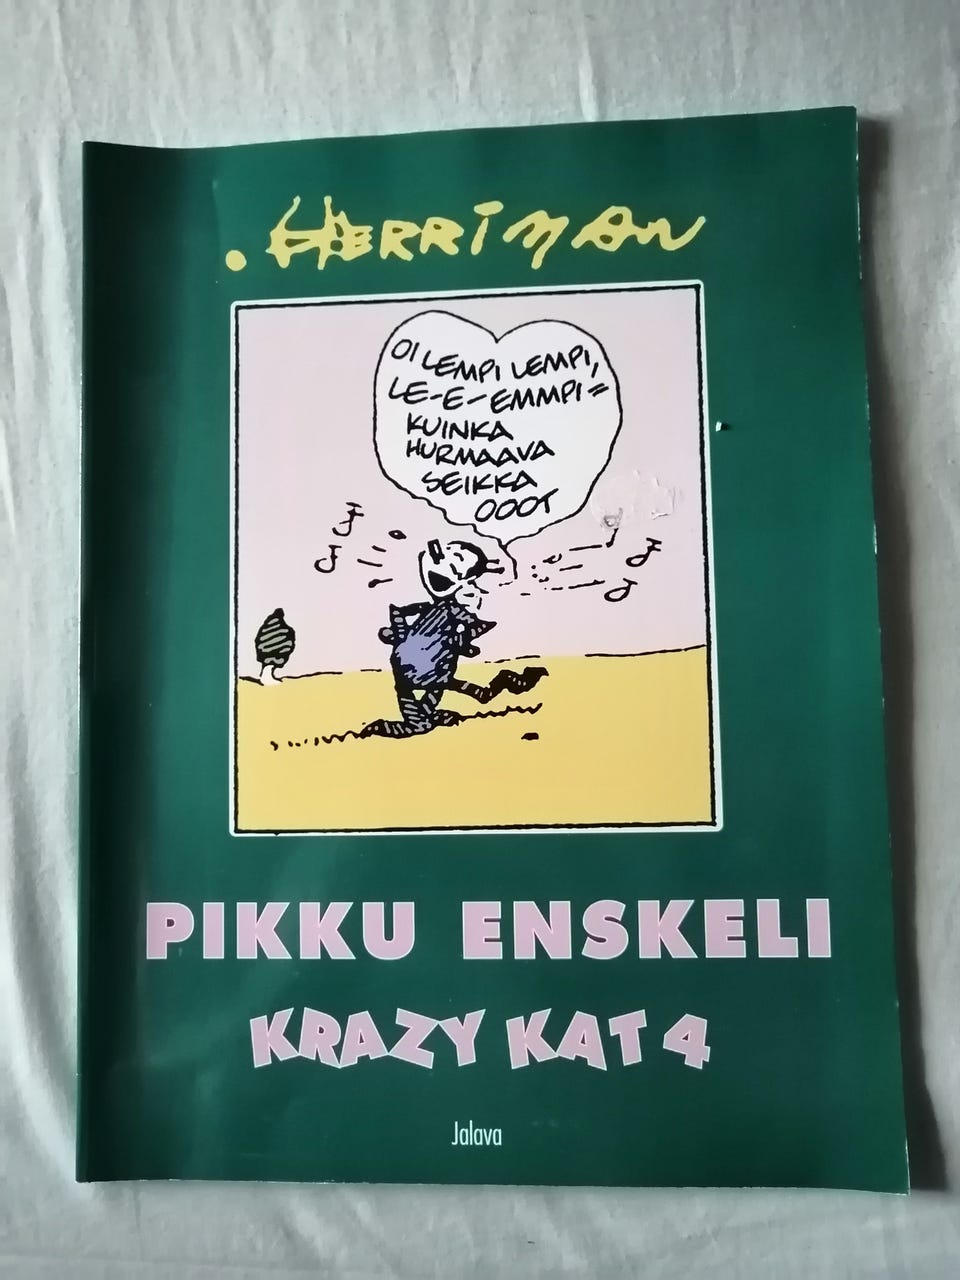 . HERRIMAN
OI LEMPI LEMPI,
LE-E-EMMPI=
KUINKA
HURMAAVA
SEIKKA
OOOT
PIKKU ENSKELI
KRAZY KAT 4
Jalava